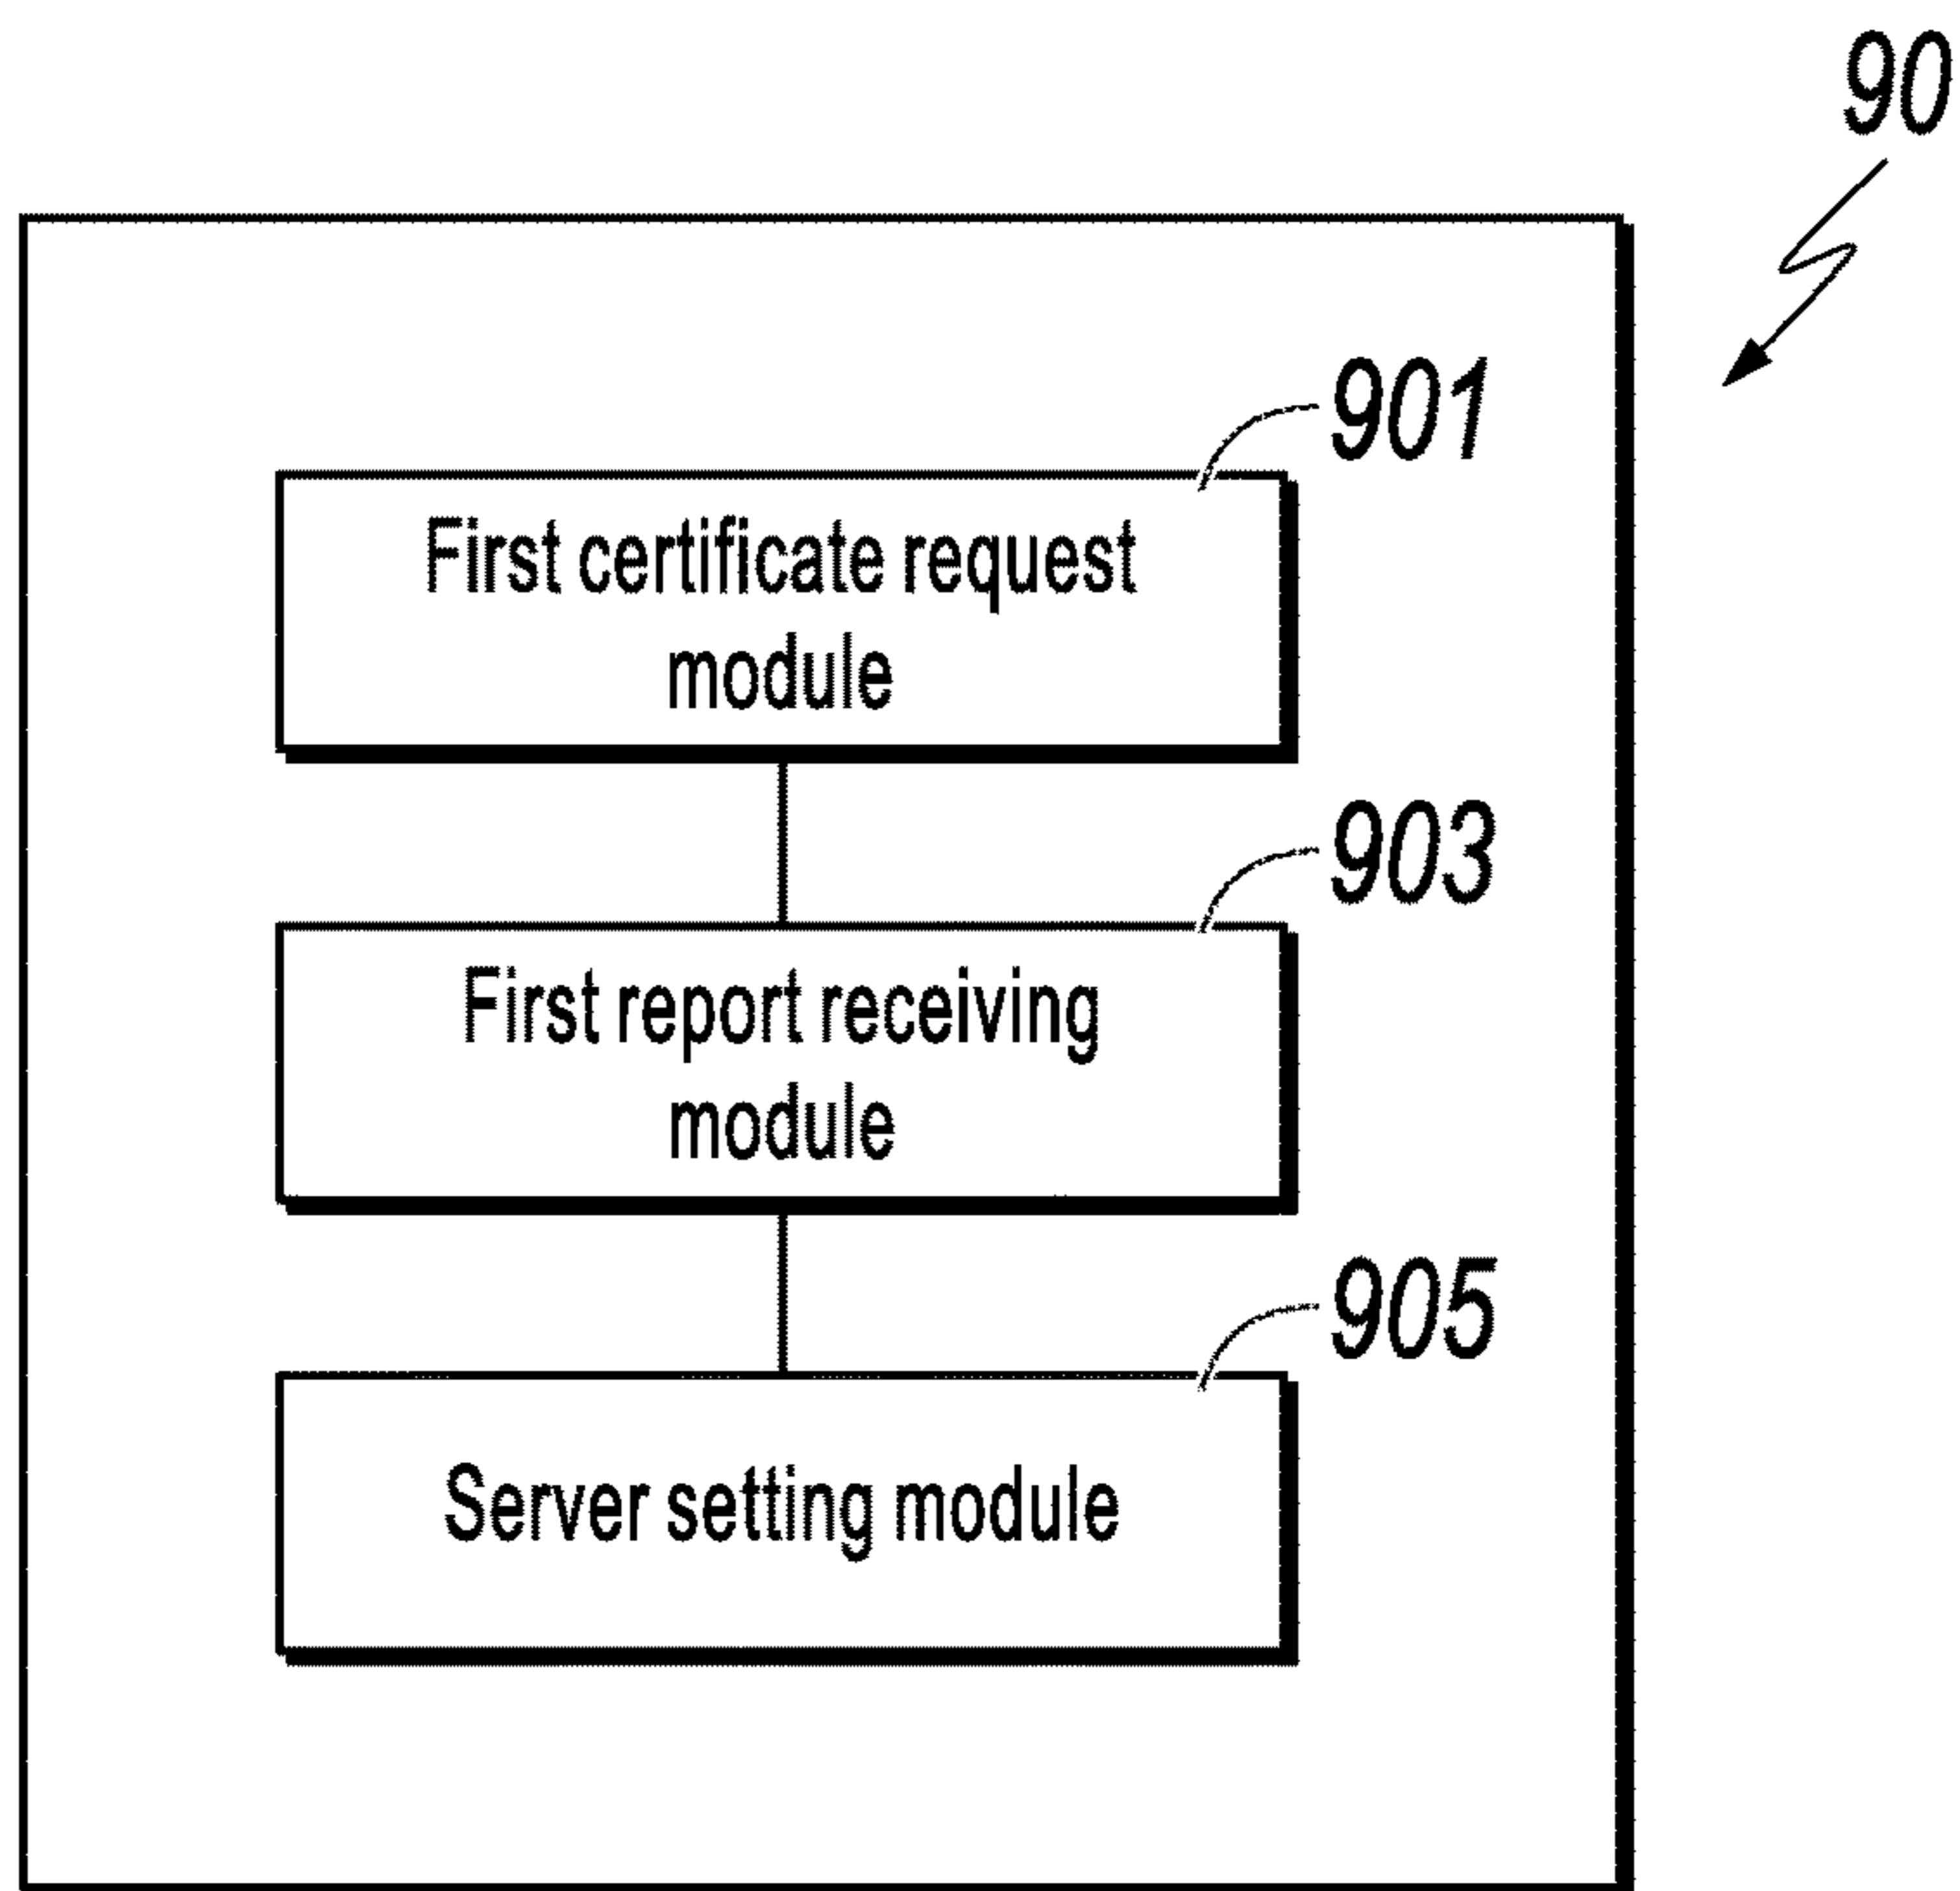 90
901
First certificate request
module
903
First report receiving
module
905
Server setting module